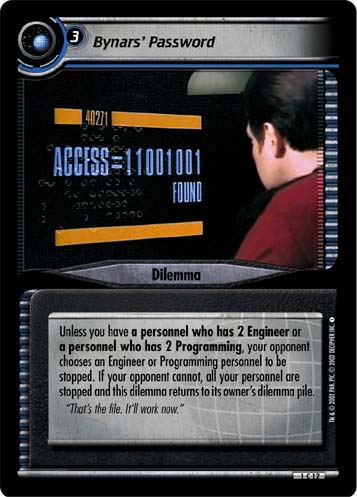 3
Bynars' Password
40271
ACCESS=11001001
FOUND
Dilemma
Unless you have a personnel who has 2 Engineer or
a personnel who has 2 Programming, your opponent
chooses an Engineer or Programming personnel to be
stopped. If your opponent cannot, all your personnel
are stopped and this dilemma returns to its owner's dilemma pile.
"That's the file. It'll work now."
TM & © 2002 PAR. PIC. © 2002 DECIPHER INC.
1 C 12